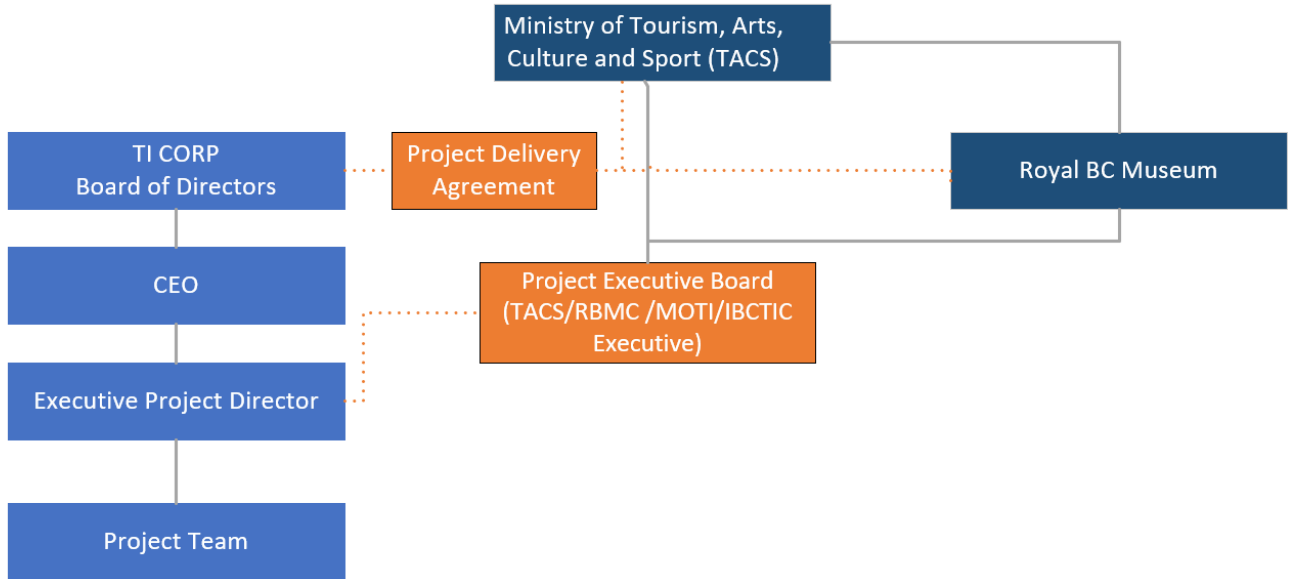 Ministry of Tourism, Arts,
Culture and Sport (TACS)
TI CORP
Board of Directors
Project Delivery
Agreement
Royal BC Museum
CEO
Project Executive Board
(TACS/RBMC /MOTI/IBCTIC
Executive)
Executive Project Director
Project Team